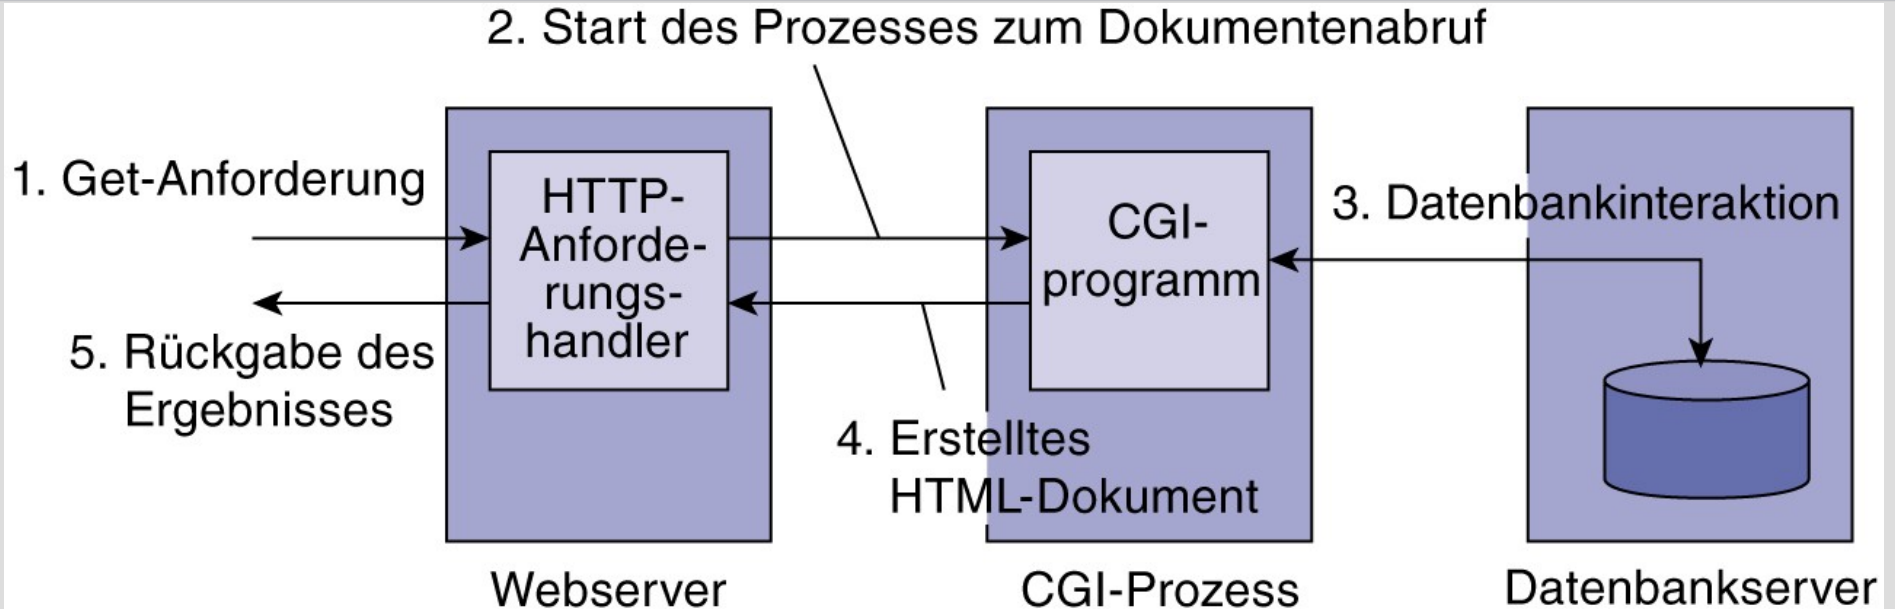 2. Start des Prozesses zum Dokumentenabruf
1. Get-Anforderung
HTTP-
Anforde-
rungs-
handler
CGI-
programm
3. Datenbankinteraktion
5. Rückgabe des
Ergebnisses
4. Erstelltes
HTML-Dokument
Webserver
CGI-Prozess
Datenbankserver